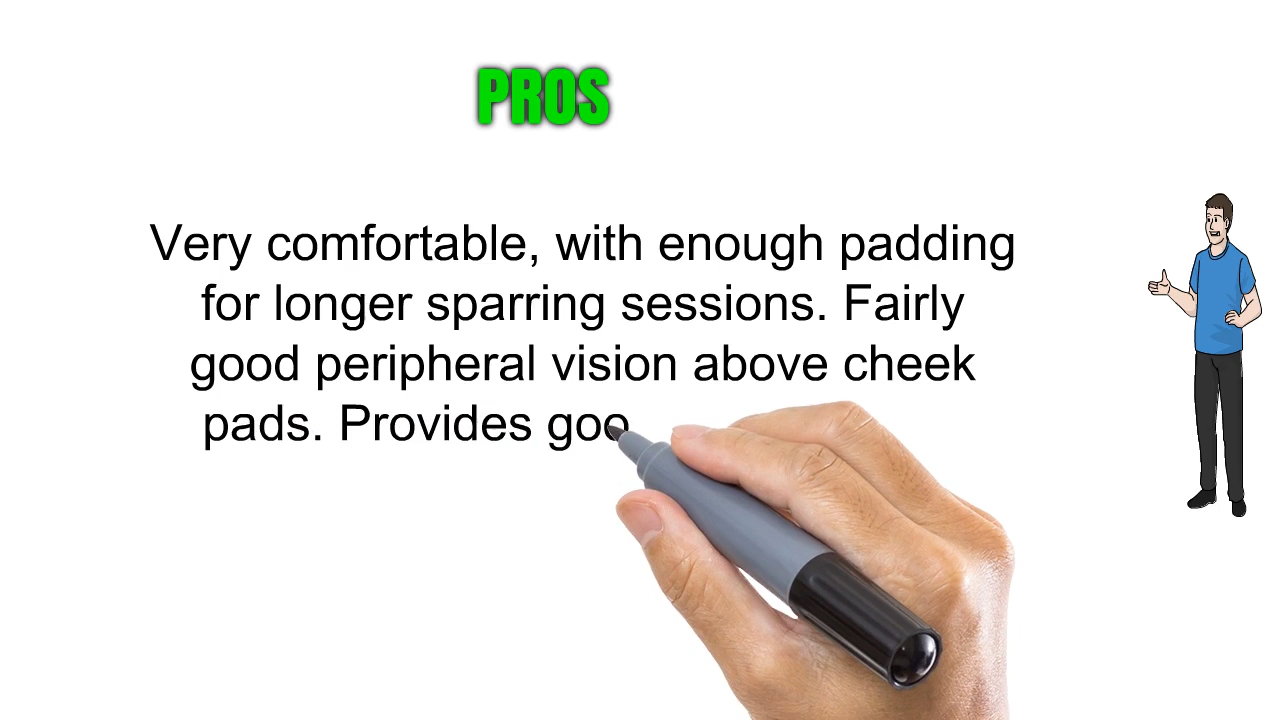 PROS
Very comfortable, with enough padding
for longer sparring sessions. Fairly
good peripheral vision above cheek
pads. Provides goo